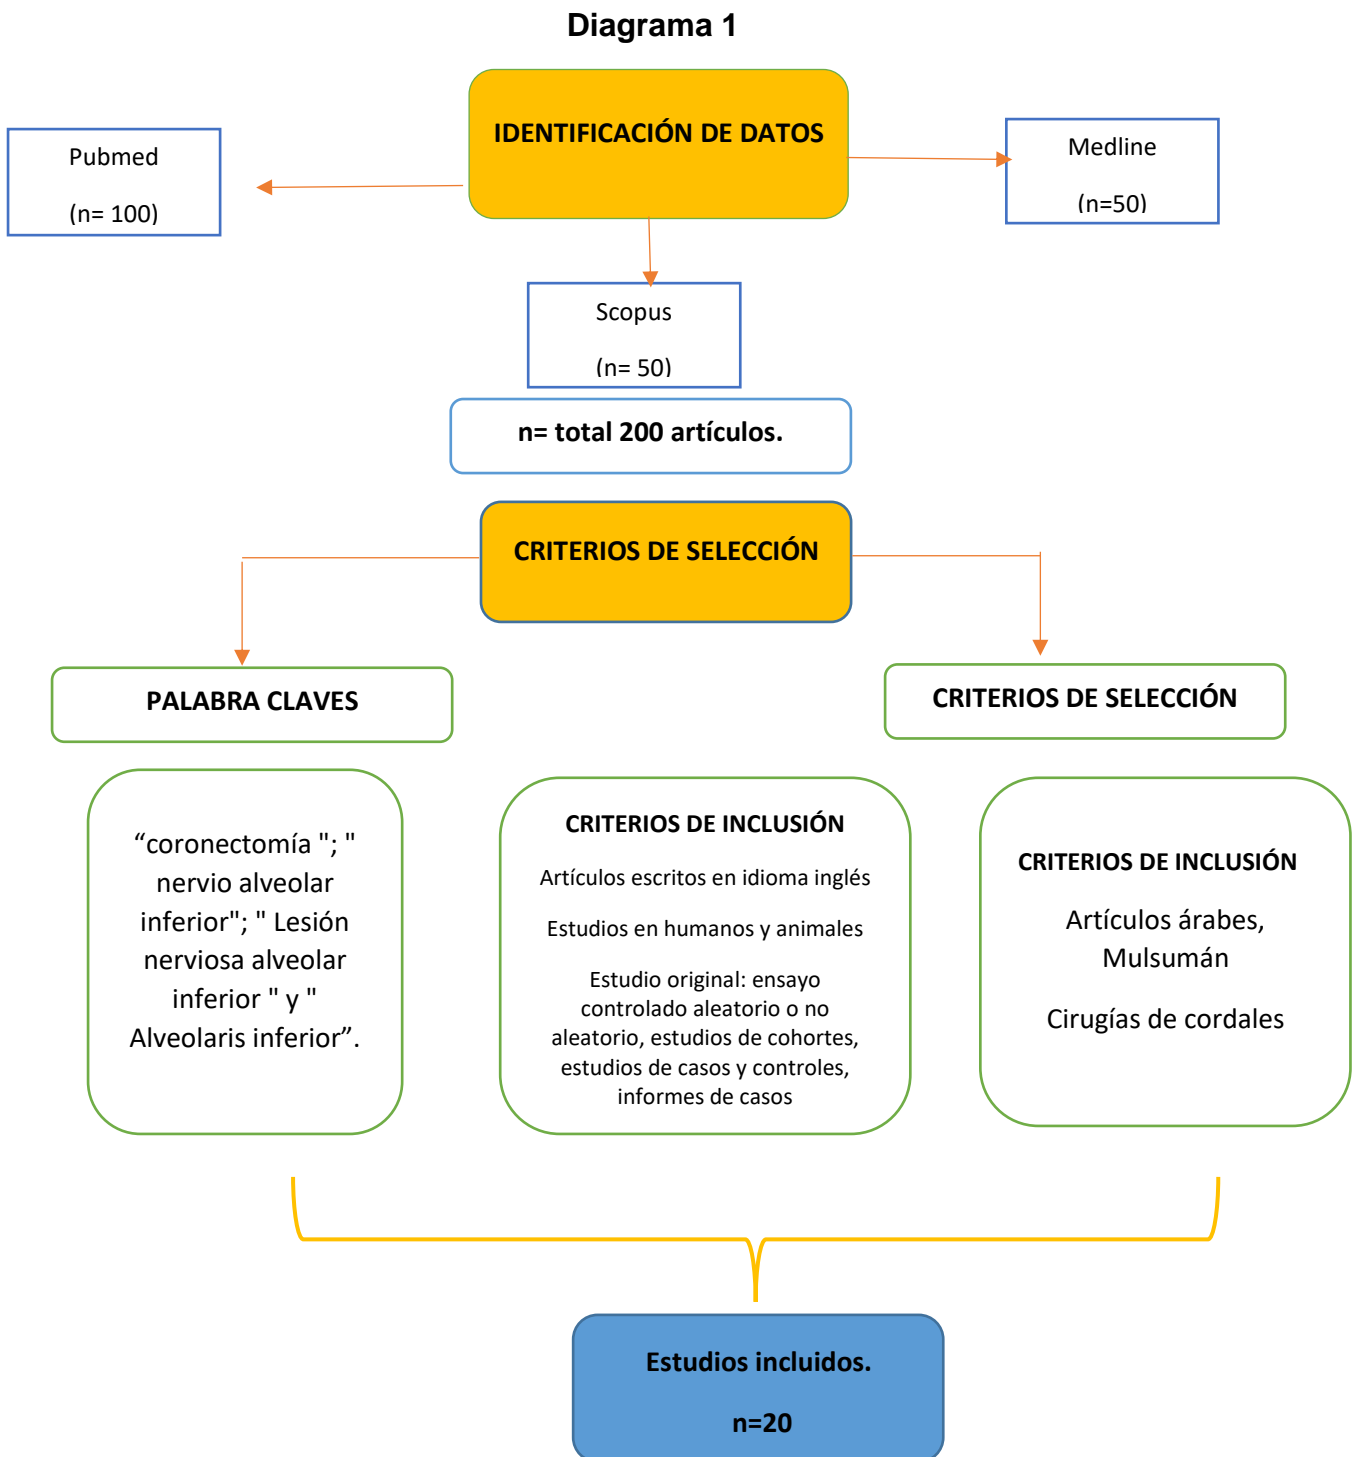 Diagrama 1
IDENTIFICACIÓN DE DATOS
Pubmed
(n= 100)
Medline
(n=50)
Scopus
(n= 50)
n= total 200 artículos.
CRITERIOS DE SELECCIÓN
PALABRA CLAVES
CRITERIOS DE SELECCIÓN
“coronectomía "; "
nervio alveolar
inferior"; " Lesión
nerviosa alveolar
inferior " y "
Alveolaris inferior”.
CRITERIOS DE INCLUSIÓN
Artículos escritos en idioma inglés
Estudios en humanos y animales
Estudio original: ensayo
controlado aleatorio o no
aleatorio, estudios de cohortes,
estudios de casos y controles,
informes de casos
CRITERIOS DE INCLUSIÓN
Artículos árabes,
Mulsumán
Cirugías de cordales
Estudios incluidos.
n=20